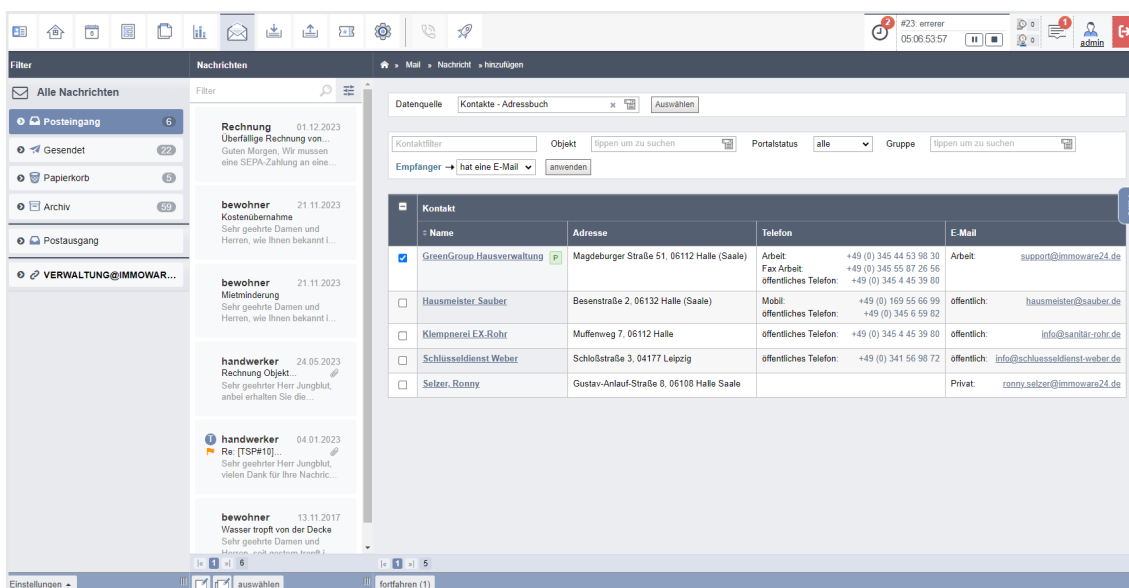 6
2
#23: errerer
05:06:53:57
0
0
1
admin
Filter
Nachrichten
» Mail » Nachricht » hinzufügen
Alle Nachrichten
Posteingang 6
Gesendet 22
Papierkorb 5
Archiv 59
Postausgang
VERWALTUNG@IMMOWAR...
Filter
Rechnung 01.12.2023
Überfällige Rechnung von...
Guten Morgen, Wir mussen
eine SEPA-Zahlung an eine...
bewohner 21.11.2023
Kostenübernahme
Sehr geehrte Damen und
Herren, wie Ihnen bekannt i...
bewohner 21.11.2023
Mietminderung
Sehr geehrte Damen und
Herren, wie Ihnen bekannt i...
handwerker 24.05.2023
Rechnung Objekt...
Sehr geehrter Herr Jungblut,
anbei erhalten Sie die...
T handwerker 04.01.2023
Re: [TSP#10]...
Sehr geehrter Herr Jungblut,
vielen Dank für Ihre Nachric...
bewohner 13.11.2017
Wasser tropft von der Decke
Sehr geehrte Damen und
Herren, seit gestern tropft i...
Datenquelle Kontakte - Adressbuch × Auswählen
Kontaktfilter Objekt tippen um zu suchen Portalstatus alle Gruppe tippen um zu suchen
Empfänger → hat eine E-Mail anwenden
Kontakt
Name Adresse Telefon E-Mail
GreenGroup Hausverwaltung P Magdeburger Straße 51, 06112 Halle (Saale) Arbeit: +49 (0) 345 44 53 98 30 Arbeit: support@immoware24.de
Fax Arbeit: +49 (0) 345 55 87 26 56
öffentliches Telefon: +49 (0) 345 4 45 39 80
Hausmeister Sauber Besenstraße 2, 06132 Halle (Saale) Mobil: +49 (0) 169 55 66 99 öffentlich: hausmeister@sauber.de
öffentliches Telefon: +49 (0) 345 6 59 82
Klempnerei EX-Rohr Muffenweg 7, 06112 Halle öffentliches Telefon: +49 (0) 345 4 45 39 80 öffentlich: info@sanitär-rohr.de
Schlüsseldienst Weber Schloßstraße 3, 04177 Leipzig öffentliches Telefon: +49 (0) 341 56 98 72 öffentlich: info@schluesseldienst-weber.de
Selzer, Ronny Gustav-Anlauf-Straße 8, 06108 Halle Saale Privat: ronny.selzer@immoware24.de
1 6
1 5
Einstellungen
auswählen
fortfahren (1)